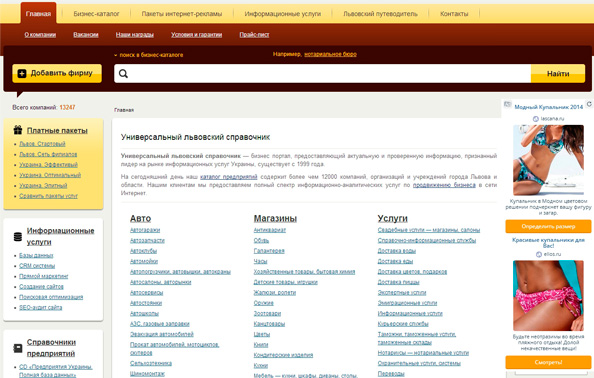 Главная
Бизнес-каталог
Пакеты интернет-рекламы
Информационные услуги
Львовский путеводитель
Контакты
О компании
Вакансии
Наши награды
Условия и гарантии
Прайс-лист
поиск в бизнес-каталоге
Например, нотариальное бюро
Добавить фирму
Найти
Всего компаний: 13247
Главная
Платные пакеты
Львов. Стартовый
Львов. Сеть филиалов
Украина. Эффективый
Украина. Оптимальный
Украина. Элитный
Сравнить пакеты услуг
Информационные
услуги
Базы данных
CRM системы
Прямой маркетинг
Создание сайтов
Поисковая оптимизация
SEO-аудит сайта
Справочники
предприятий
CD «Предприятия Украины.
Полная база данных»
Универсальный львовский справочник
Универсальный львовский справочник — бизнес портал, предоставляющий актуальную и проверенную информацию, признанный
лидер на рынке информационных услуг Украины, существует с 1999 года.
На сегодняшний день наш каталог предприятий содержит более чем 12000 компаний, организаций и учреждений города Львова и
области. Нашим клиентам мы предоставляем полный спектр информационно-аналитических услуг по продвижению бизнеса в сети
Интернет.
Авто
Автогаражи
Автозапчасти
Автоклубы
Автомойки
Автопогрузчики, автовышки, автокраны
Автосалоны, авторынки
Автосервисы
Автостоянки
Автошколы
АЗС, газовые заправки
Эвакуация автомобилей
Прокат автомобилей, мотоциклов,
скутеров
Сельхозтехника
Шиномонтаж
Магазины
Антиквариат
Обувь
Галантерея
Часы
Хозяйственные товары, бытовая химия
Детские товары, игрушки
Жалюзи, ролеты
Оружие
Зоотовары
Канцтовары
Цветы
Книги
Кондитерские изделия
Ковры
Мебель — кухни, шкафы, диваны, столы,
Услуги
Свадебные услуги — магазины, салоны
Справочно-информационные службы
Доставка воды
Доставка еды
Доставка цветов, подарков
Доставка пиццы
Экспертные услуги
Эмиграционные услуги
Информационные услуги
Курьерские службы
Таможни, таможенные услуги,
таможенные склады
Нотариусы — нотариальные услуги
Охранительные услуги, системы
Переводы
Модный Купальник 2014
lascana.ru
Купальник в Модном цветовом
решении подчеркнет вашу фигуру
и загар.
Определить размер
Красивые купальники для
Вас!
elios.ru
Будьте неотразимы во время
пляжного отдыха! Долой
некачественные вещи!
Смотреть!